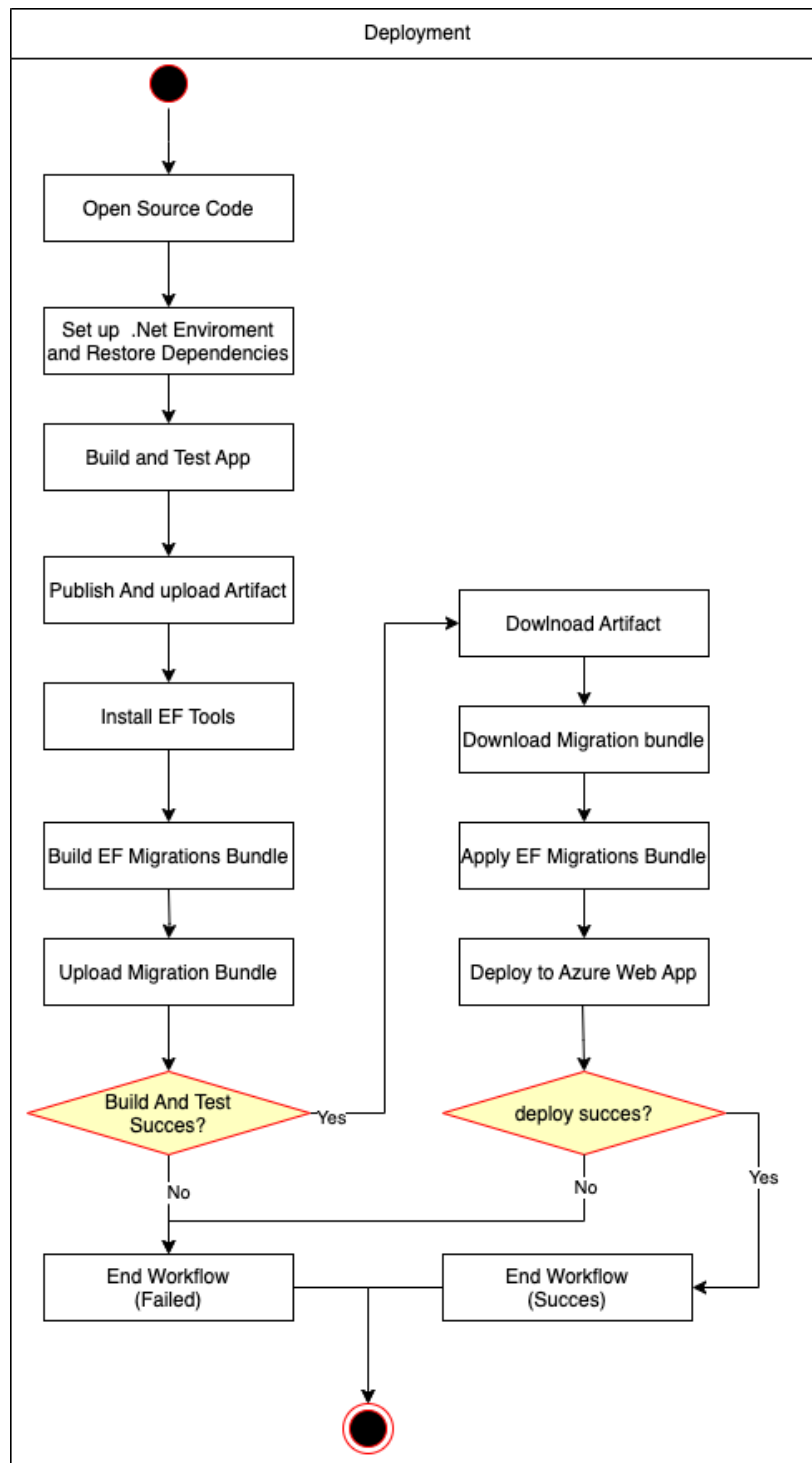 Deployment
Open Source Code
Set up .Net Enviroment
and Restore Dependencies
Build and Test App
Publish And upload Artifact
Install EF Tools
Build EF Migrations Bundle
Upload Migration Bundle
Build And Test
Succes?
Yes
No
Dowlnoad Artifact
Download Migration bundle
Apply EF Migrations Bundle
Deploy to Azure Web App
deploy succes?
Yes
No
End Workflow
(Failed)
End Workflow
(Succes)